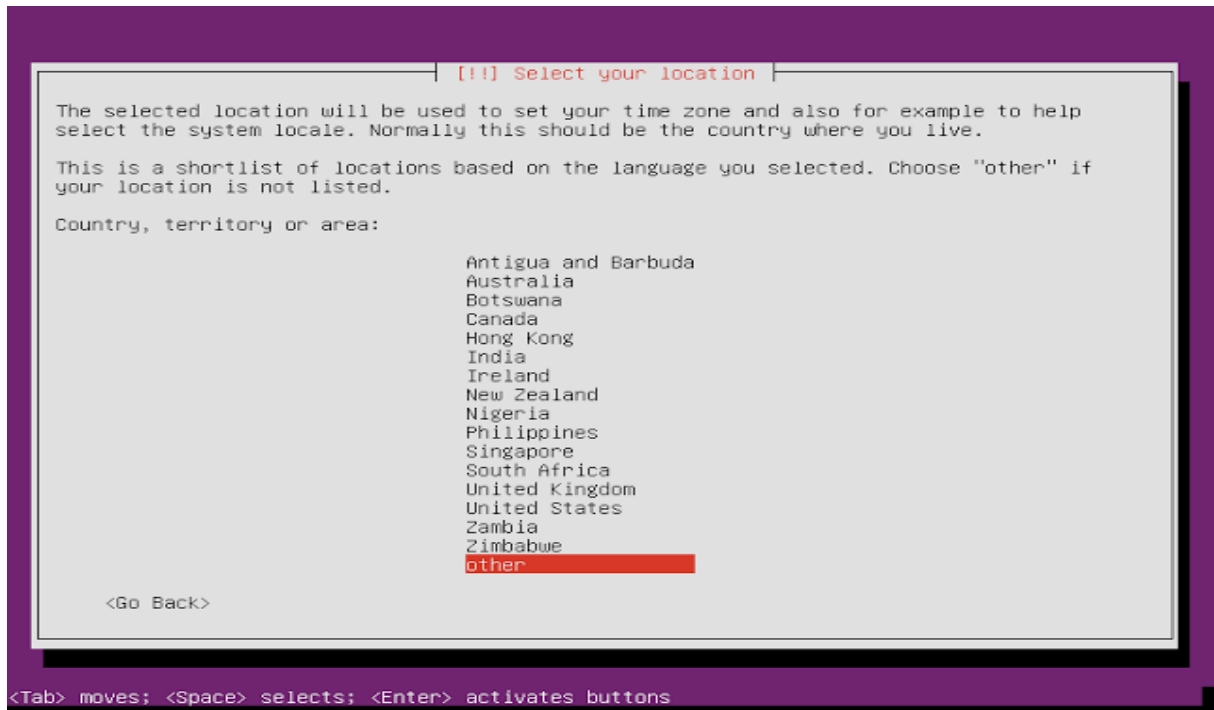 [!!] Select your location
The selected location will be used to set your time zone and also for example to help
select the system locale. Normally this should be the country where you live.
This is a shortlist of locations based on the language you selected. Choose "other" if
your location is not listed.
Country, territory or area:
Antigua and Barbuda
Australia
Botswana
Canada
Hong Kong
India
Ireland
New Zealand
Nigeria
Philippines
Singapore
South Africa
United Kingdom
United States
Zambia
Zimbabwe
other
<Go Back>
<Tab> moves; <Space> selects; <Enter> activates buttons